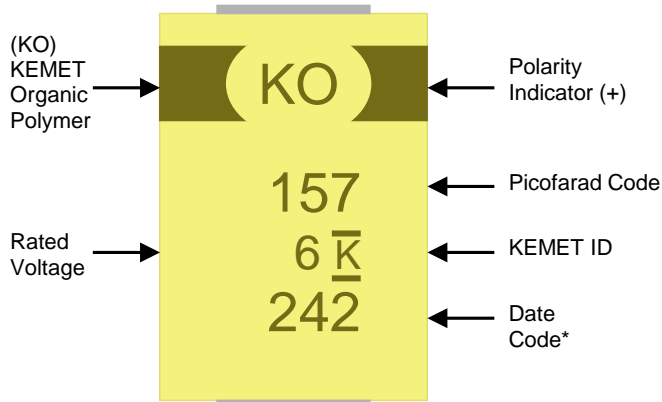 (KO)
KEMET
Organic
Polymer
KO
Polarity
Indicator (+)
157
Picofarad Code
Rated
Voltage
6 K
KEMET ID
242
Date
Code*